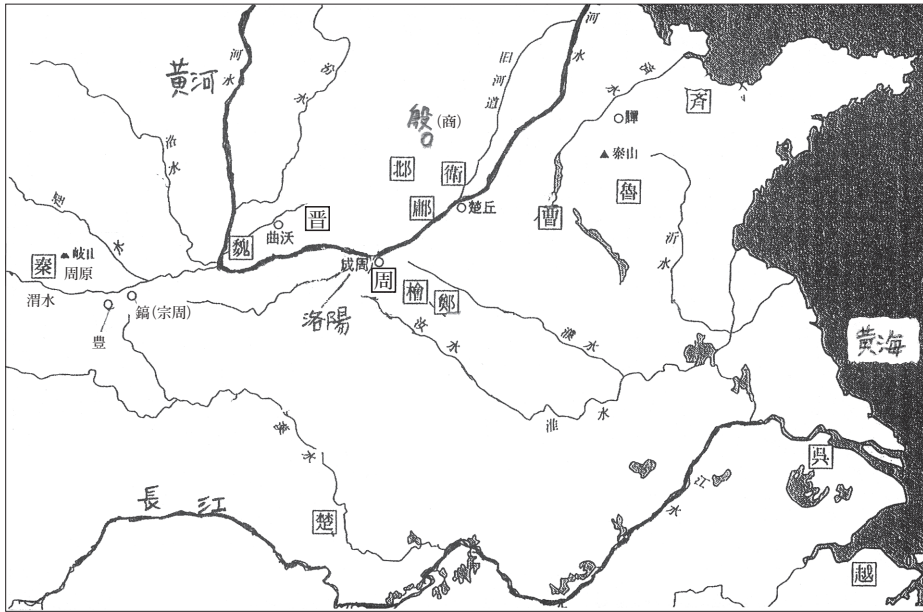 黄河
河水
汾水
旧河道
河水
済水
斉
殷(商)
泰山
洛水
邶
衛
魯
鄘
楚丘
曹
沂水
晋
曲沃
魏
秦
岐山
周原
成周
周
檜
鄭
渭水
鎬(宗周)
豊
洛陽
汝水
潁水
淮水
黄海
漢水
長江
楚
江水
呉
越